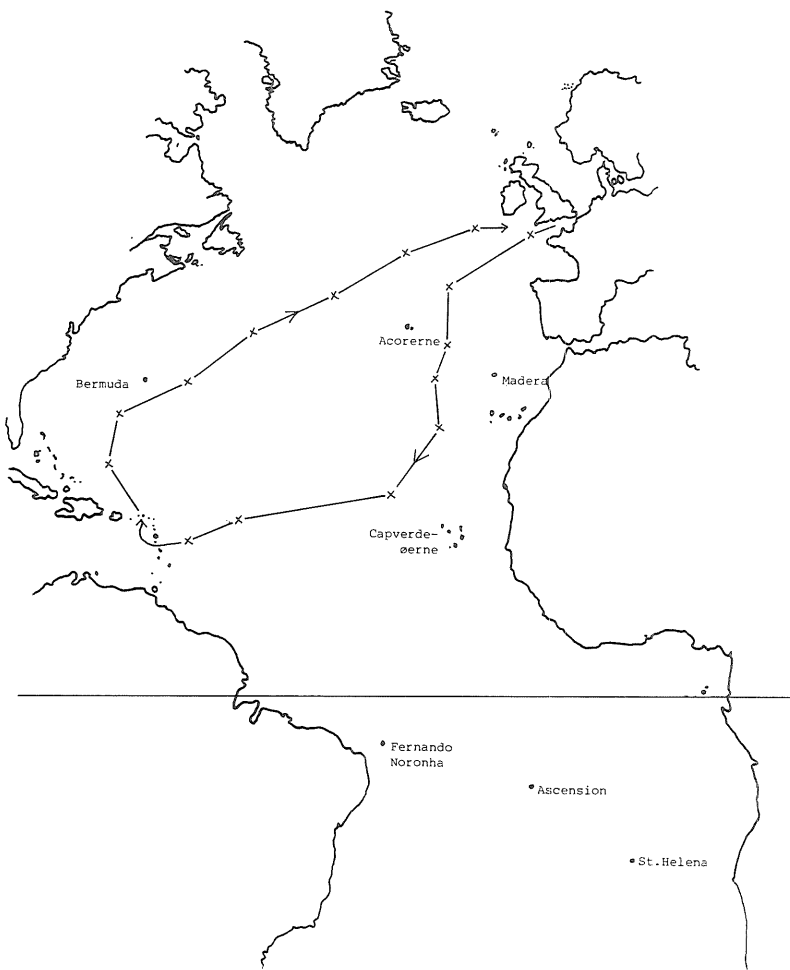 Acorerne
Bermuda
Madera
Capverde-
øerne
Fernando
Noronha
Ascension
St.Helena